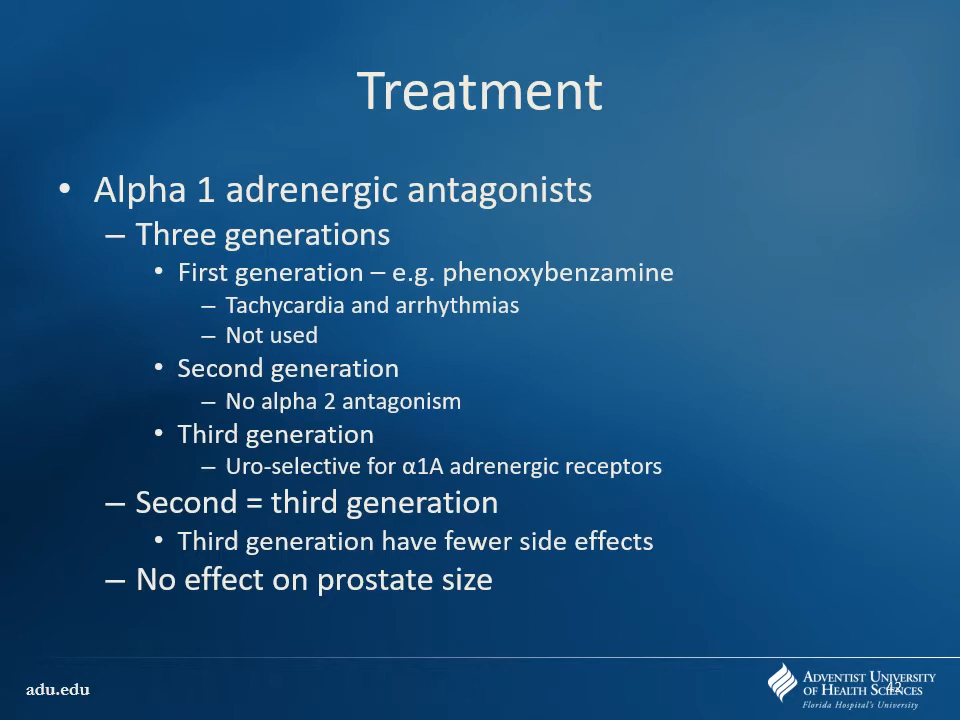 Treatment
• Alpha 1 adrenergic antagonists
– Three generations
• First generation – e.g. phenoxybenzamine
– Tachycardia and arrhythmias
– Not used
• Second generation
– No alpha 2 antagonism
• Third generation
– Uro-selective for α1A adrenergic receptors
– Second = third generation
• Third generation have fewer side effects
– No effect on prostate size
adu.edu
ADVENTIST UNIVERSITY
OF HEALTH SCIENCES
42
Florida Hospital's University